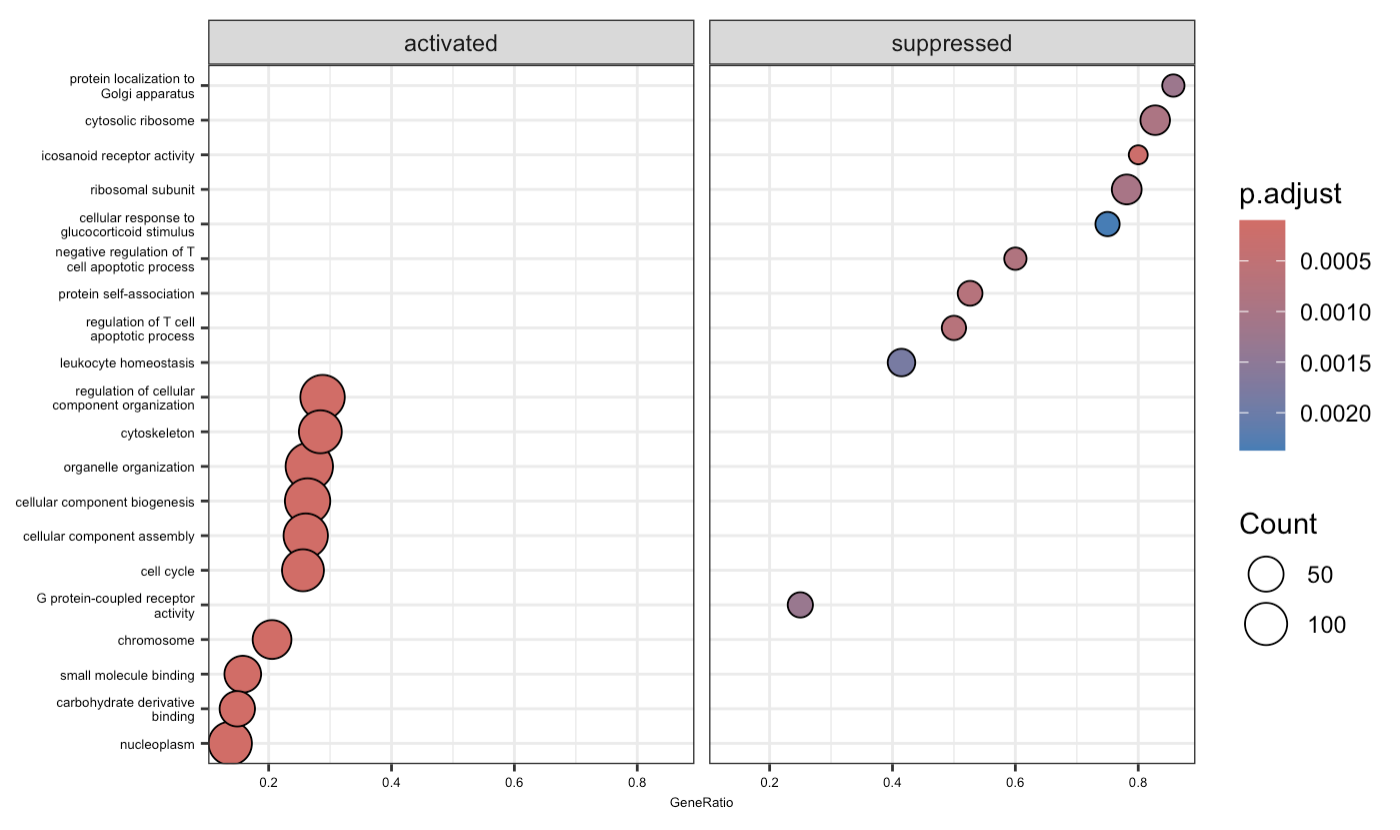 activated
suppressed
protein localization to
Golgi apparatus
cytosolic ribosome
icosanoid receptor activity
ribosomal subunit
cellular response to
glucocorticoid stimulus
negative regulation of T
cell apoptotic process
protein self-association
regulation of T cell
apoptotic process
leukocyte homeostasis
regulation of cellular
component organization
cytoskeleton
organelle organization
cellular component biogenesis
cellular component assembly
cell cycle
G protein-coupled receptor
activity
chromosome
small molecule binding
carbohydrate derivative
binding
nucleoplasm
0.2 0.4 0.6 0.8
0.2 0.4 0.6 0.8
GeneRatio
p.adjust
0.0005
0.0010
0.0015
0.0020
Count
50
100